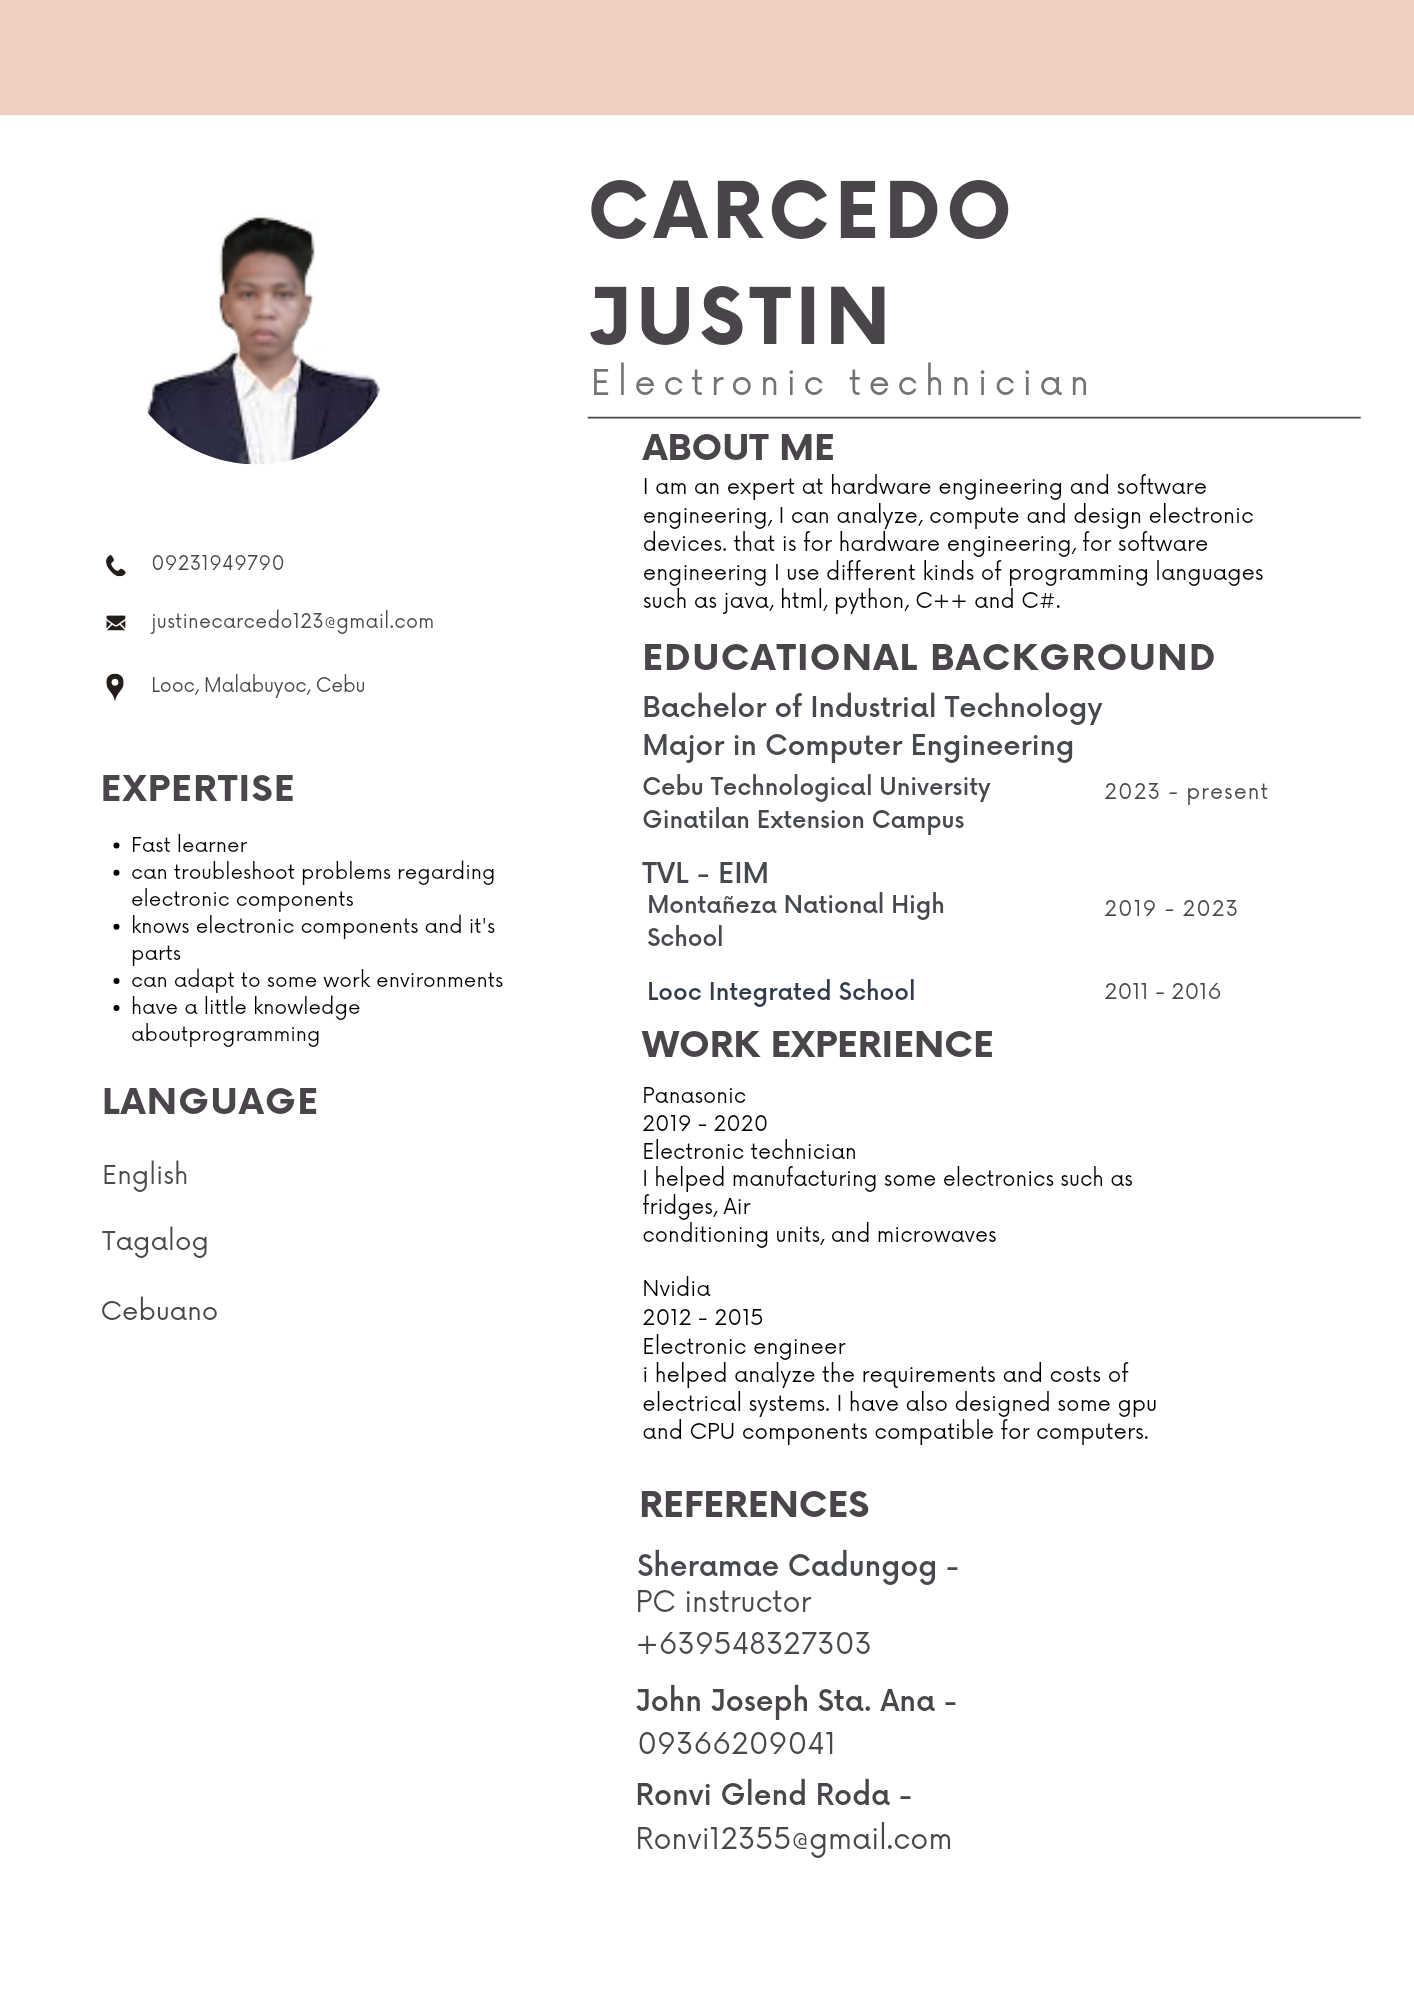 CARCEDO
JUSTIN
Electronic technician
09231949790
justinecarcedo123@gmail.com
Looc, Malabuyoc, Cebu
EXPERTISE
• Fast learner
• can troubleshoot problems regarding
electronic components
• knows electronic components and it's
parts
• can adapt to some work environments
• have a little knowledge
aboutprogramming
LANGUAGE
English
Tagalog
Cebuano
ABOUT ME
I am an expert at hardware engineering and software
engineering, I can analyze, compute and design electronic
devices. that is for hardware engineering, for software
engineering I use different kinds of programming languages
such as java, html, python, C++ and C#.
EDUCATIONAL BACKGROUND
Bachelor of Industrial Technology
Major in Computer Engineering
Cebu Technological University
Ginatilan Extension Campus
2023 - present
TVL - EIM
Montañeza National High
School
2019 - 2023
Looc Integrated School
2011 - 2016
WORK EXPERIENCE
Panasonic
2019 - 2020
Electronic technician
I helped manufacturing some electronics such as
fridges, Air
conditioning units, and microwaves
Nvidia
2012 - 2015
Electronic engineer
i helped analyze the requirements and costs of
electrical systems. I have also designed some gpu
and CPU components compatible for computers.
REFERENCES
Sheramae Cadungog -
PC instructor
+639548327303
John Joseph Sta. Ana -
09366209041
Ronvi Glend Roda -
Ronvi12355@gmail.com